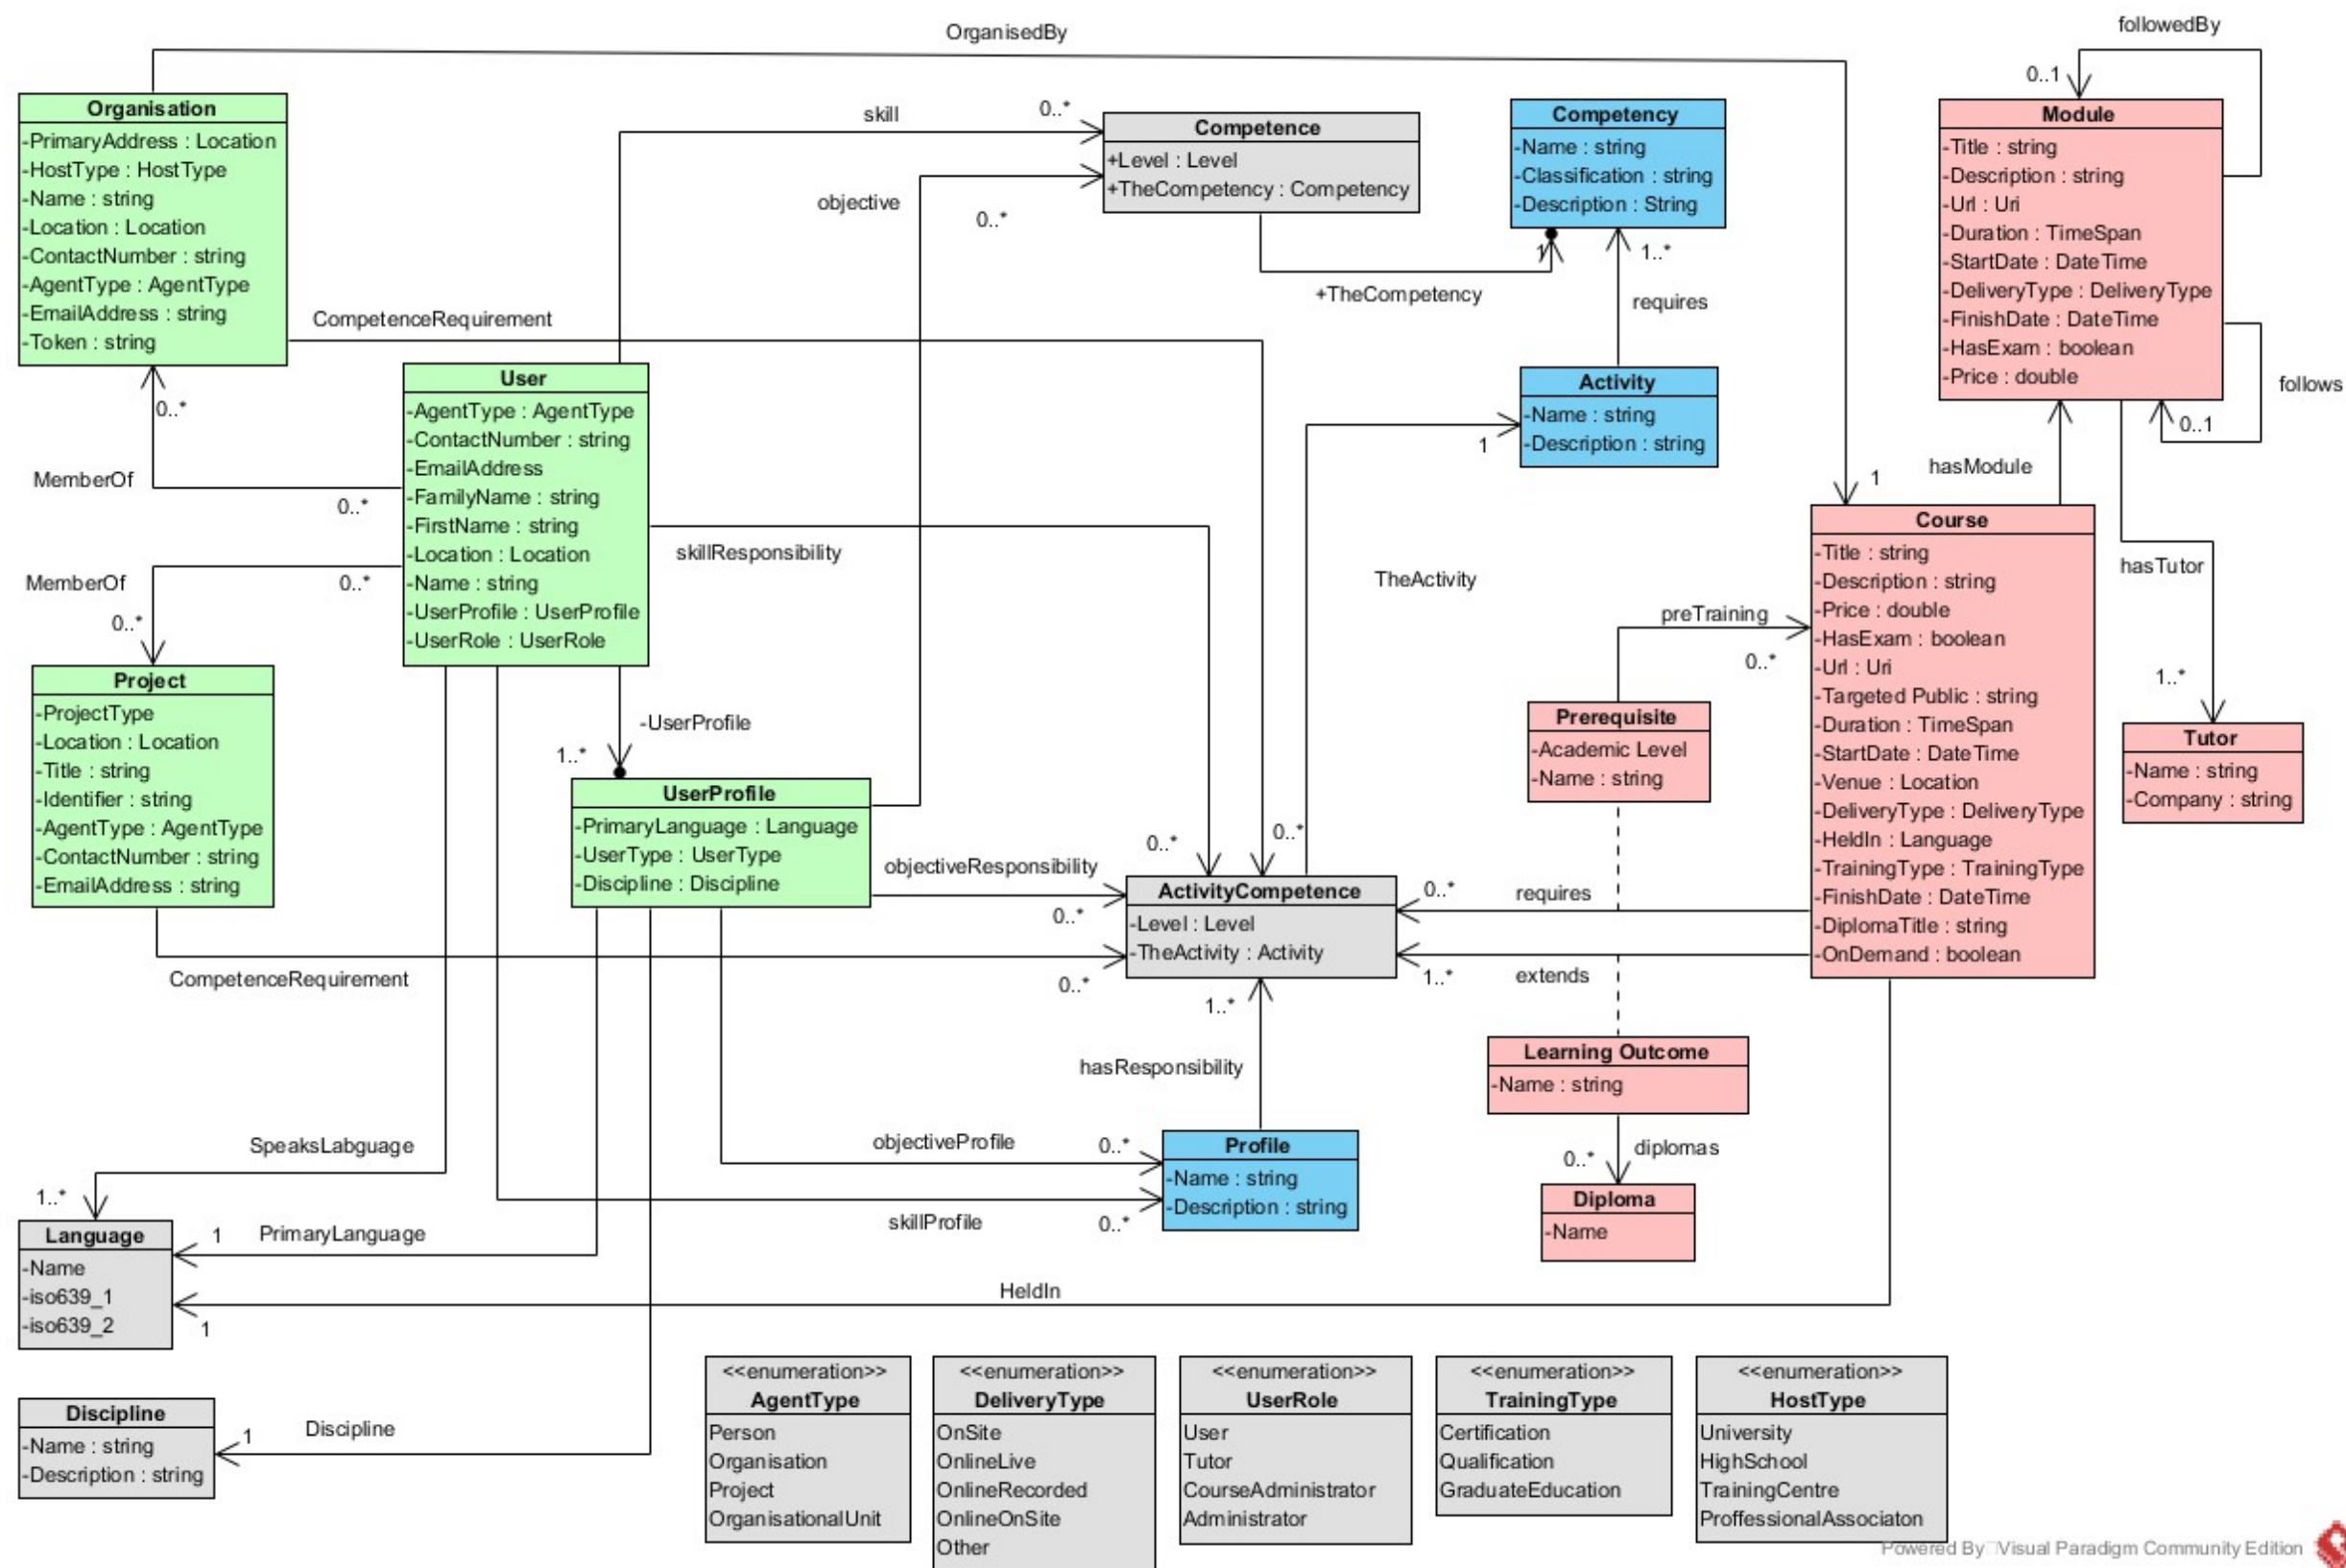 OrganisedBy
followedBy
0..1
Organisation
-PrimaryAddress : Location
-HostType : HostType
-Name : string
-Location : Location
-ContactNumber : string
-AgentType : AgentType
-EmailAddress : string
-Token : string
skill
0..*
objective
0..*
Competence
+Level : Level
+TheCompetency : Competency
Competency
-Name : string
-Classification : string
-Description : String
1
1..*
+TheCompetency
requires
Module
-Title : string
-Description : string
-Url : Uri
-Duration : TimeSpan
-StartDate : DateTime
-DeliveryType : DeliveryType
-FinishDate : DateTime
-HasExam : boolean
-Price : double
follows
0..1
CompetenceRequirement
0..*
MemberOf
0..*
User
-AgentType : AgentType
-ContactNumber : string
-EmailAddress
-FamilyName : string
-FirstName : string
-Location : Location
-Name : string
-UserProfile : UserProfile
-UserRole : UserRole
Activity
-Name : string
-Description : string
1
hasModule
1
skillResponsibility
TheActivity
MemberOf
0..*
0..*
Course
-Title : string
-Description : string
-Price : double
-HasExam : boolean
-Url : Uri
-Targeted Public : string
-Duration : TimeSpan
-StartDate : DateTime
-Venue : Location
-DeliveryType : DeliveryType
-HeldIn : Language
-TrainingType : TrainingType
-FinishDate : DateTime
-DiplomaTitle : string
-OnDemand : boolean
hasTutor
1..*
preTraining
0..*
Project
-ProjectType
-Location : Location
-Title : string
-Identifier : string
-AgentType : AgentType
-ContactNumber : string
-EmailAddress : string
-UserProfile
1..*
Prerequisite
-Academic Level
-Name : string
Tutor
-Name : string
-Company : string
UserProfile
-PrimaryLanguage : Language
-UserType : UserType
-Discipline : Discipline
objectiveResponsibility
0..*
0..*
0..*
ActivityCompetence
-Level : Level
-TheActivity : Activity
0..*
requires
1..*
extends
CompetenceRequirement
0..*
1..*
hasResponsibility
Learning Outcome
-Name : string
diplomas
0..*
Diploma
-Name
SpeaksLabguage
1..*
objectiveProfile
0..*
Profile
-Name : string
-Description : string
skillProfile
0..*
Language
-Name
-iso639_1
-iso639_2
1
PrimaryLanguage
HeldIn
1
Discipline
-Name : string
-Description : string
1
Discipline
<<enumeration>>
AgentType
Person
Organisation
Project
OrganisationalUnit
<<enumeration>>
DeliveryType
OnSite
OnlineLive
OnlineRecorded
OnlineOnSite
Other
<<enumeration>>
UserRole
User
Tutor
CourseAdministrator
Administrator
<<enumeration>>
TrainingType
Certification
Qualification
GraduateEducation
<<enumeration>>
HostType
University
HighSchool
TrainingCentre
ProffessionalAssociaton
Powered By Visual Paradigm Community Edition